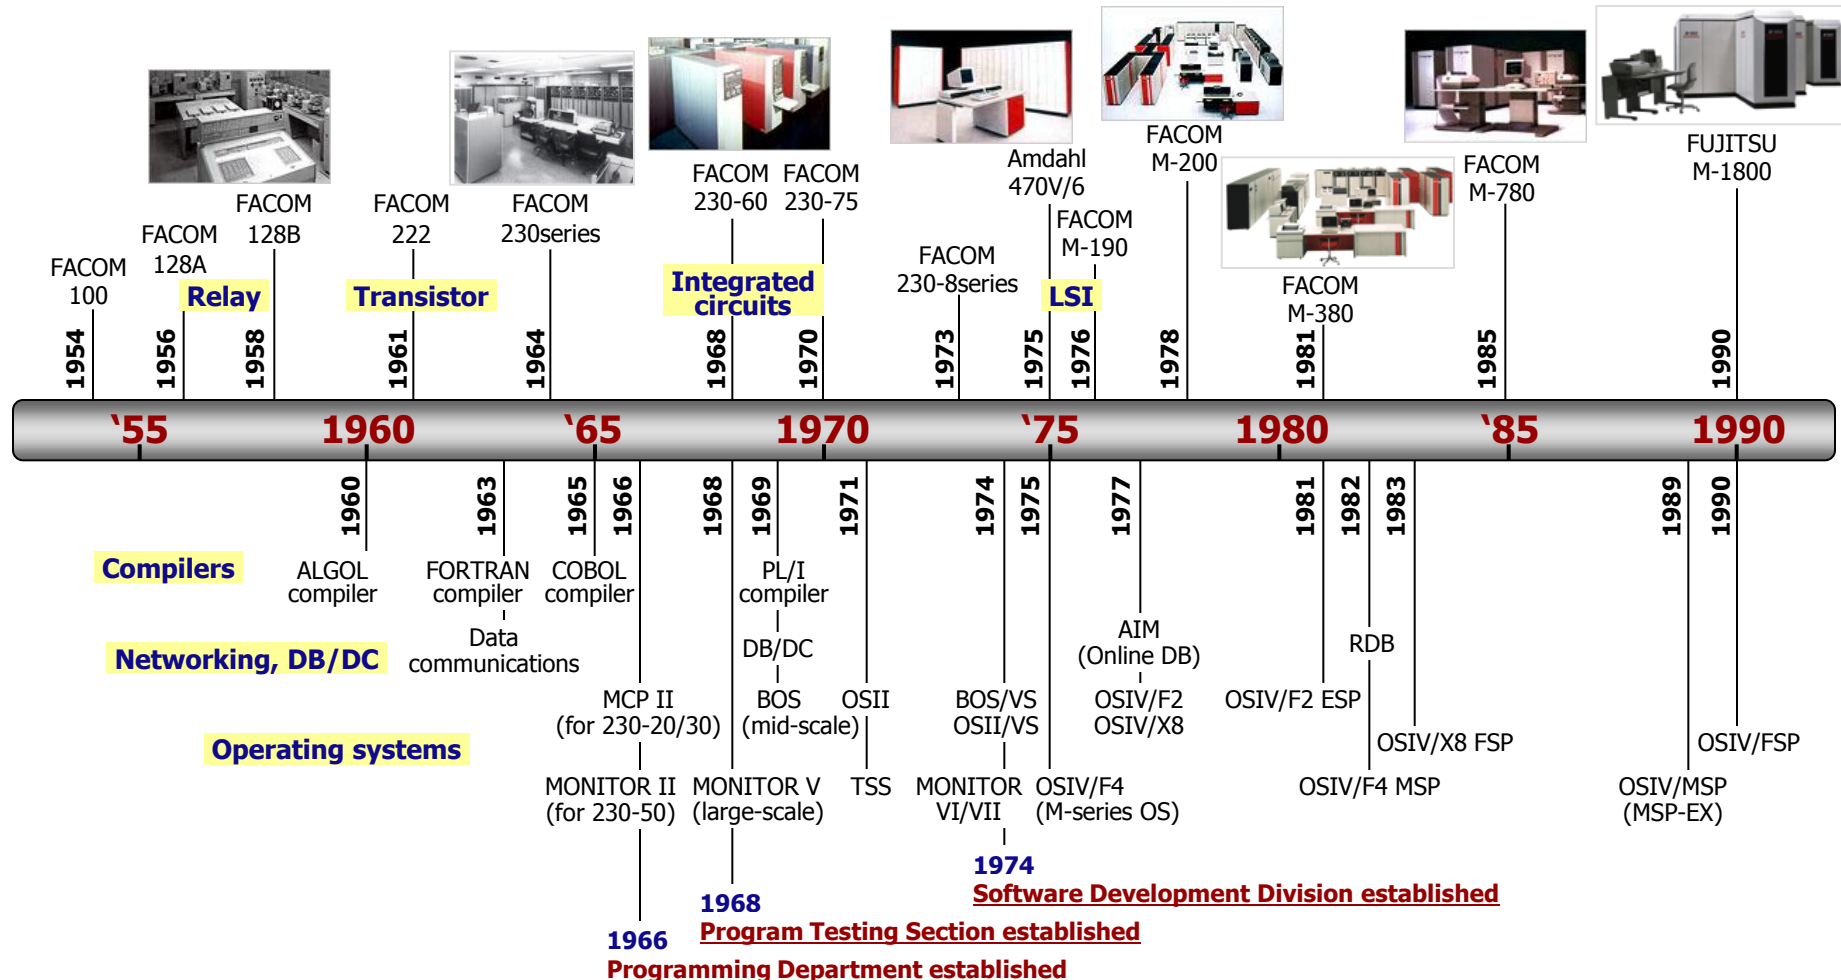 FACOM
100
FACOM
128A
FACOM
128B
FACOM
222
FACOM
230series
FACOM
230-60
FACOM
230-75
FACOM
230-8series
Amdahl
470V/6
FACOM
M-190
FACOM
M-200
FACOM
M-380
FACOM
M-780
FUJITSU
M-1800
Relay
Transistor
Integrated
circuits
LSI
1954
1956
1958
1961
1964
1968
1970
1973
1975
1976
1978
1981
1985
1990
‘55
1960
‘65
1970
‘75
1980
‘85
1990
1960
1963
1965
1966
1968
1969
1971
1974
1975
1977
1981
1982
1983
1989
1990
Compilers
ALGOL
compiler
FORTRAN
compiler
COBOL
compiler
PL/I
compiler
Networking, DB/DC
Data
communications
DB/DC
AIM
(Online DB)
RDB
Operating systems
MCP II
(for 230-20/30)
BOS
(mid-scale)
OSII
BOS/VS
OSII/VS
OSIV/F2
OSIV/X8
OSIV/F2 ESP
OSIV/X8 FSP
OSIV/FSP
MONITOR II
(for 230-50)
MONITOR V
(large-scale)
TSS
MONITOR
VI/VII
OSIV/F4
(M-series OS)
OSIV/F4 MSP
OSIV/MSP
(MSP-EX)
1974
Software Development Division established
1968
Program Testing Section established
1966
Programming Department established